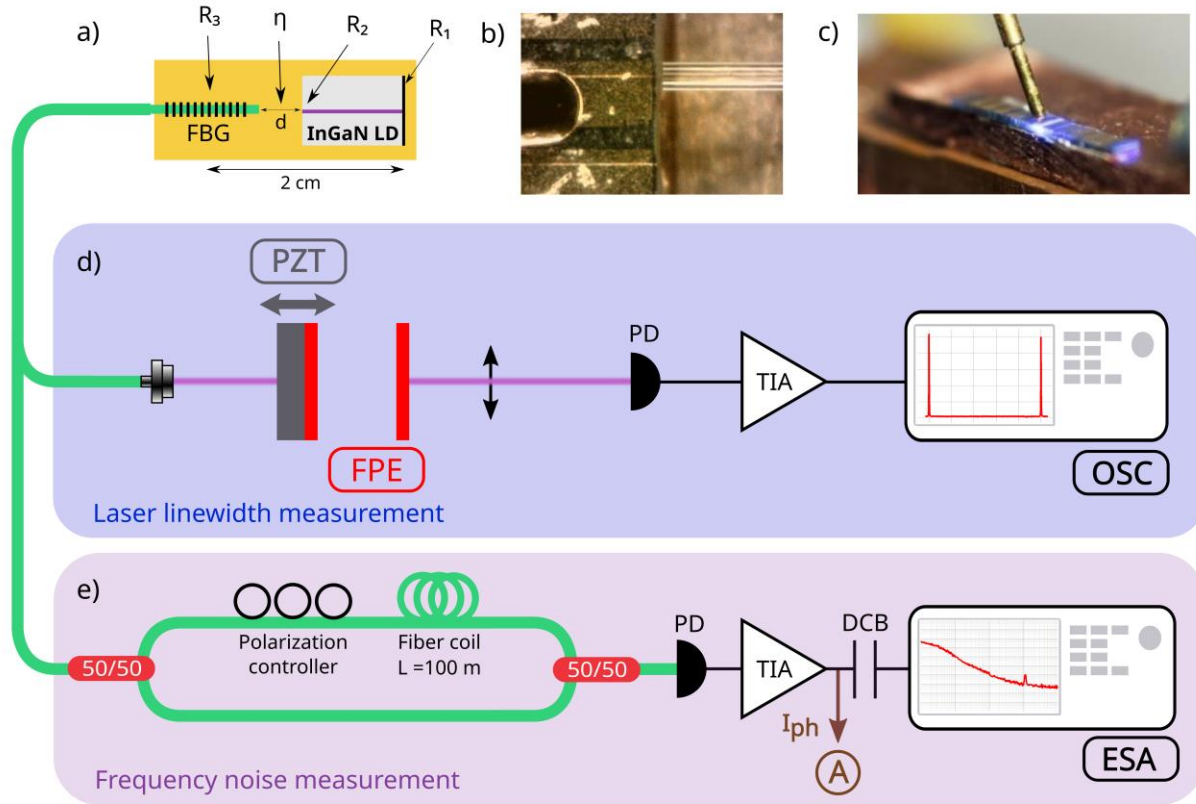 a)
R₃
η
R₂
R₁
FBG
d
InGaN LD
2 cm
b)
c)
d)
PZT
FPE
PD
TIA
OSC
Laser linewidth measurement
e)
50/50
Polarization
controller
Fiber coil
L =100 m
50/50
PD
TIA
DCB
Iph
A
ESA
Frequency noise measurement